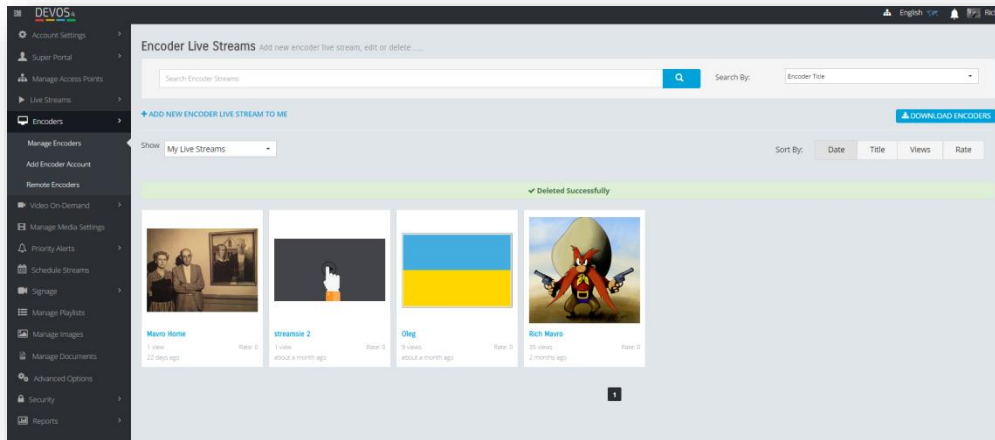 DEVOS
English
Account Settings
Super Portal
Manage Access Points
Live Streams
Encoders
Manage Encoders
Add Encoder Account
Remote Encoders
Video On-Demand
Manage Media Settings
Priority Alerts
Schedule Streams
Signage
Manage Playlists
Manage Images
Manage Documents
Advanced Options
Security
Reports
Encoder Live Streams Add new encoder live stream, edit or delete ....
Search Encoder Streams
Search By: Encoder Title
+ ADD NEW ENCODER LIVE STREAM TO ME
DOWNLOAD ENCODERS
Show My Live Streams
Sort By: Date Title Views Rate
Deleted Successfully
Mavro Home
1 view Rate: 0
22 days ago
streamsie 2
1 view Rate: 0
about a month ago
Oleg
9 views Rate: 0
about a month ago
Rich Mavro
35 views Rate: 0
2 months ago
1